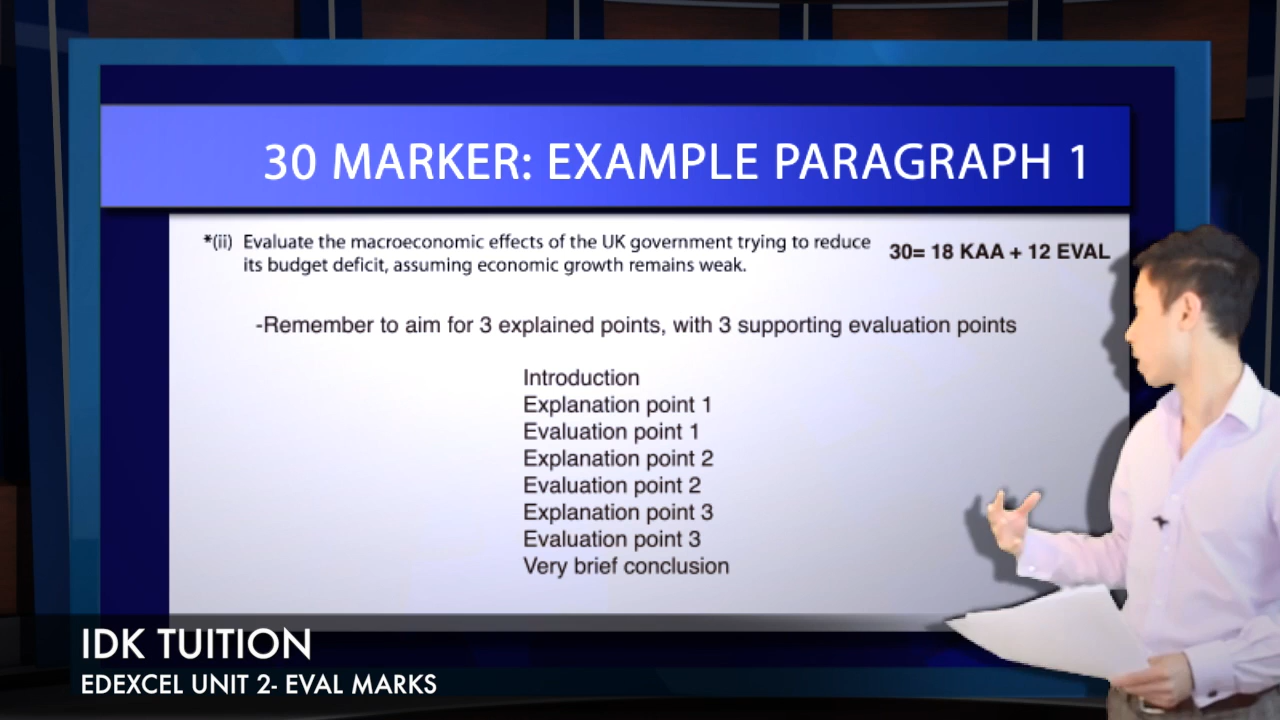 30 MARKER: EXAMPLE PARAGRAPH 1
*(ii) Evaluate the macroeconomic effects of the UK government trying to reduce
its budget deficit, assuming economic growth remains weak.
30= 18 KAA + 12 EVAL
-Remember to aim for 3 explained points, with 3 supporting evaluation points
Introduction
Explanation point 1
Evaluation point 1
Explanation point 2
Evaluation point 2
Explanation point 3
Evaluation point 3
Very brief conclusion
IDK TUITION
EDEXCEL UNIT 2- EVAL MARKS